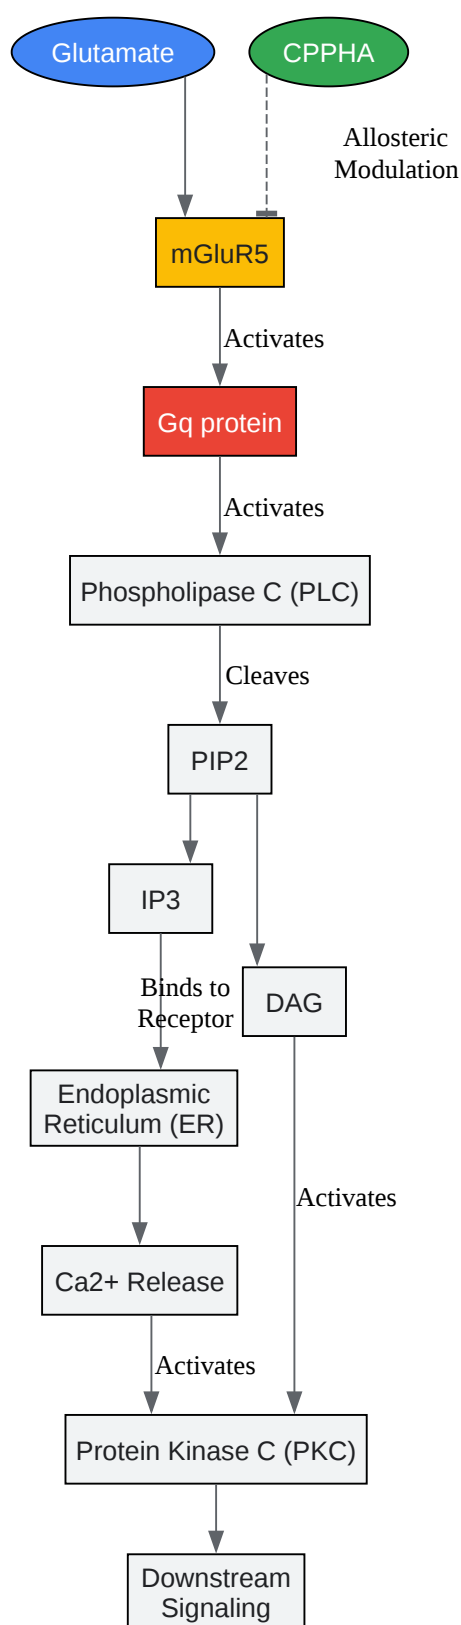 Glutamate
CPPHA
Allosteric
Modulation
mGluR5
Activates
Gq protein
Activates
Phospholipase C (PLC)
Cleaves
PIP2
IP3
Binds to
Receptor
DAG
Endoplasmic
Reticulum (ER)
Activates
Ca2+ Release
Activates
Protein Kinase C (PKC)
Downstream
Signaling